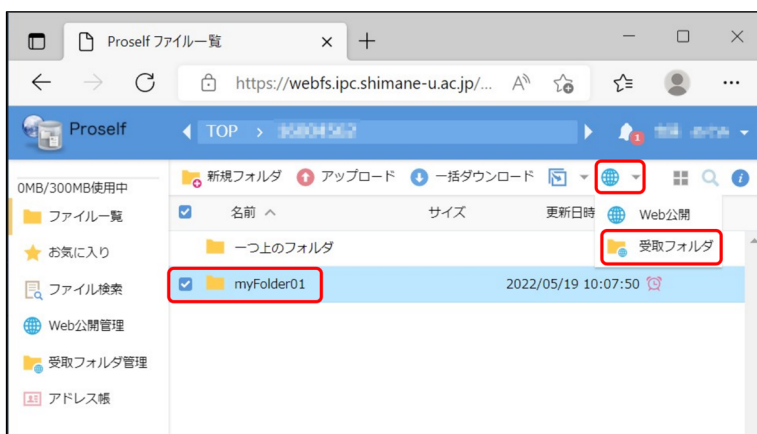 Proself ファイル一覧
https://webfs.ipc.shimane-u.ac.jp/...
Proself
TOP >
1
0MB/300MB使用中
新規フォルダ アップロード 一括ダウンロード
ファイル一覧
名前 サイズ 更新日時
Web公開
お気に入り
一つ上のフォルダ
受取フォルダ
ファイル検索
myFolder01 2022/05/19 10:07:50
Web公開管理
受取フォルダ管理
アドレス帳